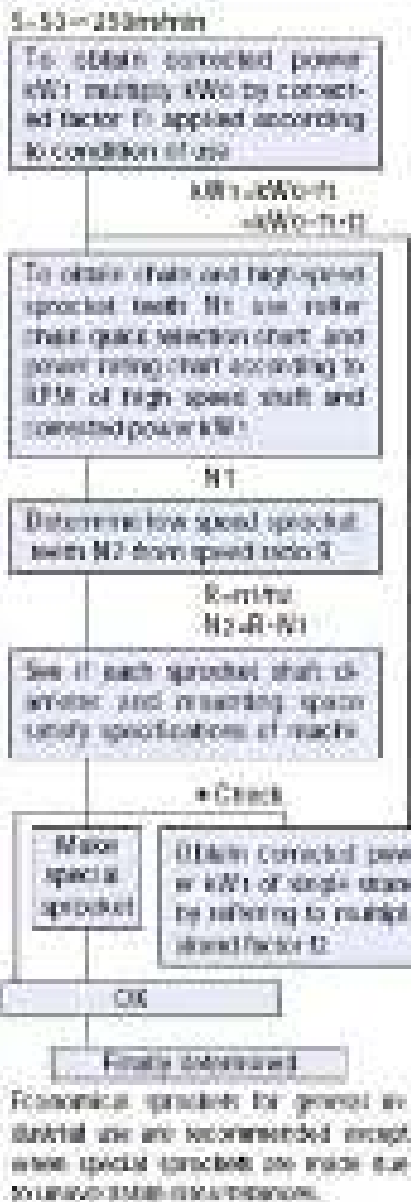 S=50~250m/min
To obtain corrected power
kW1 multiply kW0 by correct-
ed factor f1 applied according
to condition of use
kW1=kW0·f1
=kW0·f1·f2
To obtain chain and high-speed
sprocket teeth N1 use roller
chain quick selection chart, and
power rating chart according to
RPM of high speed shaft and
corrected power kW1
N1
Determine low speed sprocket
teeth N2 from speed ratio R
R=n1/n2
N2=R·N1
See if each sprocket shaft di-
ameter and mounting space
satisfy specifications of machi
*Check
Make
special
sprocket
Obtain corrected pow
er kW1 of single strand
by referring to multipl
strand factor f2
OK
Finally determined
Economical sprockets for general in-
dustrial use are recommended except
when special sprockets are made due
to